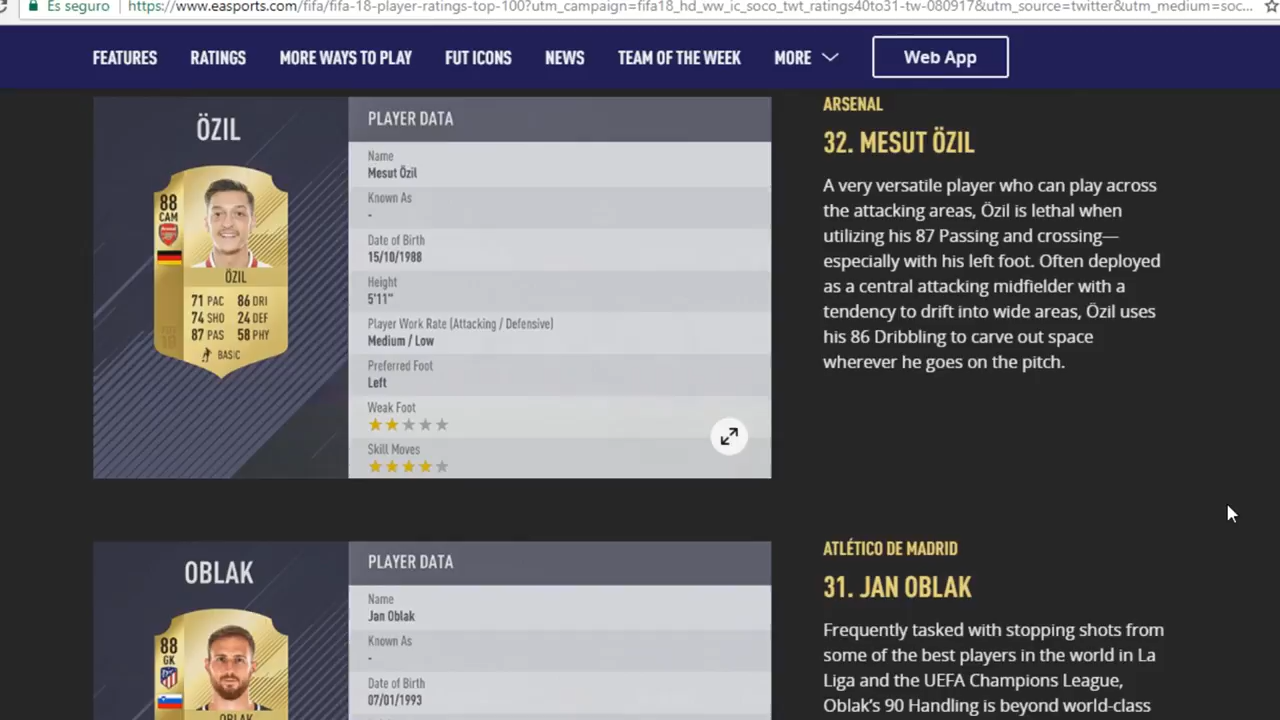 Es seguro https://www.easports.com/fifa/fifa-18-player-ratings-top-100?utm_campaign=fifa18_hd_ww_ic_soco_twt_ratings40to31-tw-080917&utm_source=twitter&utm_medium=soc...
FEATURES RATINGS MORE WAYS TO PLAY FUT ICONS NEWS TEAM OF THE WEEK MORE Web App
ÖZIL
88
CAM
ÖZIL
71 PAC 86 DRI
74 SHO 24 DEF
87 PAS 58 PHY
BASIC
PLAYER DATA
Name
Mesut Özil
Known As
-
Date of Birth
15/10/1988
Height
5'11"
Player Work Rate (Attacking / Defensive)
Medium / Low
Preferred Foot
Left
Weak Foot
Skill Moves
ARSENAL
32. MESUT ÖZIL
A very versatile player who can play across
the attacking areas, Özil is lethal when
utilizing his 87 Passing and crossing—
especially with his left foot. Often deployed
as a central attacking midfielder with a
tendency to drift into wide areas, Özil uses
his 86 Dribbling to carve out space
wherever he goes on the pitch.
OBLAK
88
GK
OBLAK
PLAYER DATA
Name
Jan Oblak
Known As
-
Date of Birth
07/01/1993
ATLÉTICO DE MADRID
31. JAN OBLAK
Frequently tasked with stopping shots from
some of the best players in the world in La
Liga and the UEFA Champions League,
Oblak's 90 Handling is beyond world-class